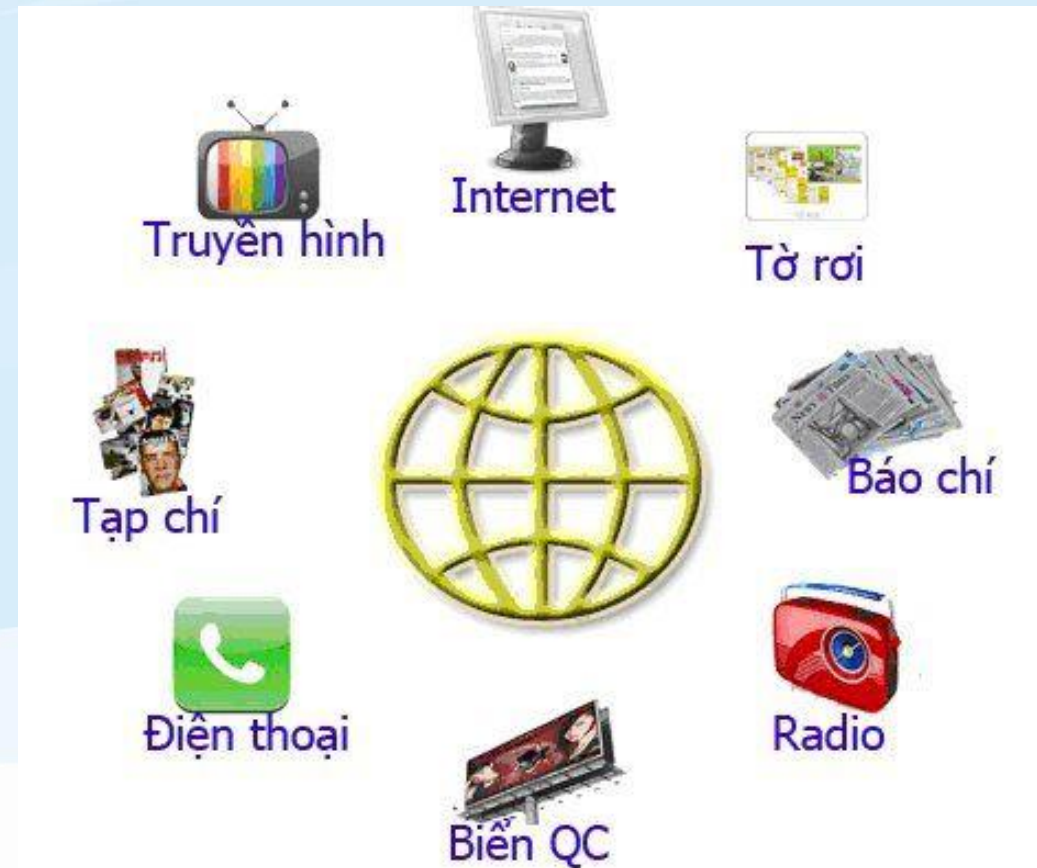 Internet
Truyền hình
Tờ rơi
Tạp chí
Báo chí
Điện thoại
Radio
Biển QC